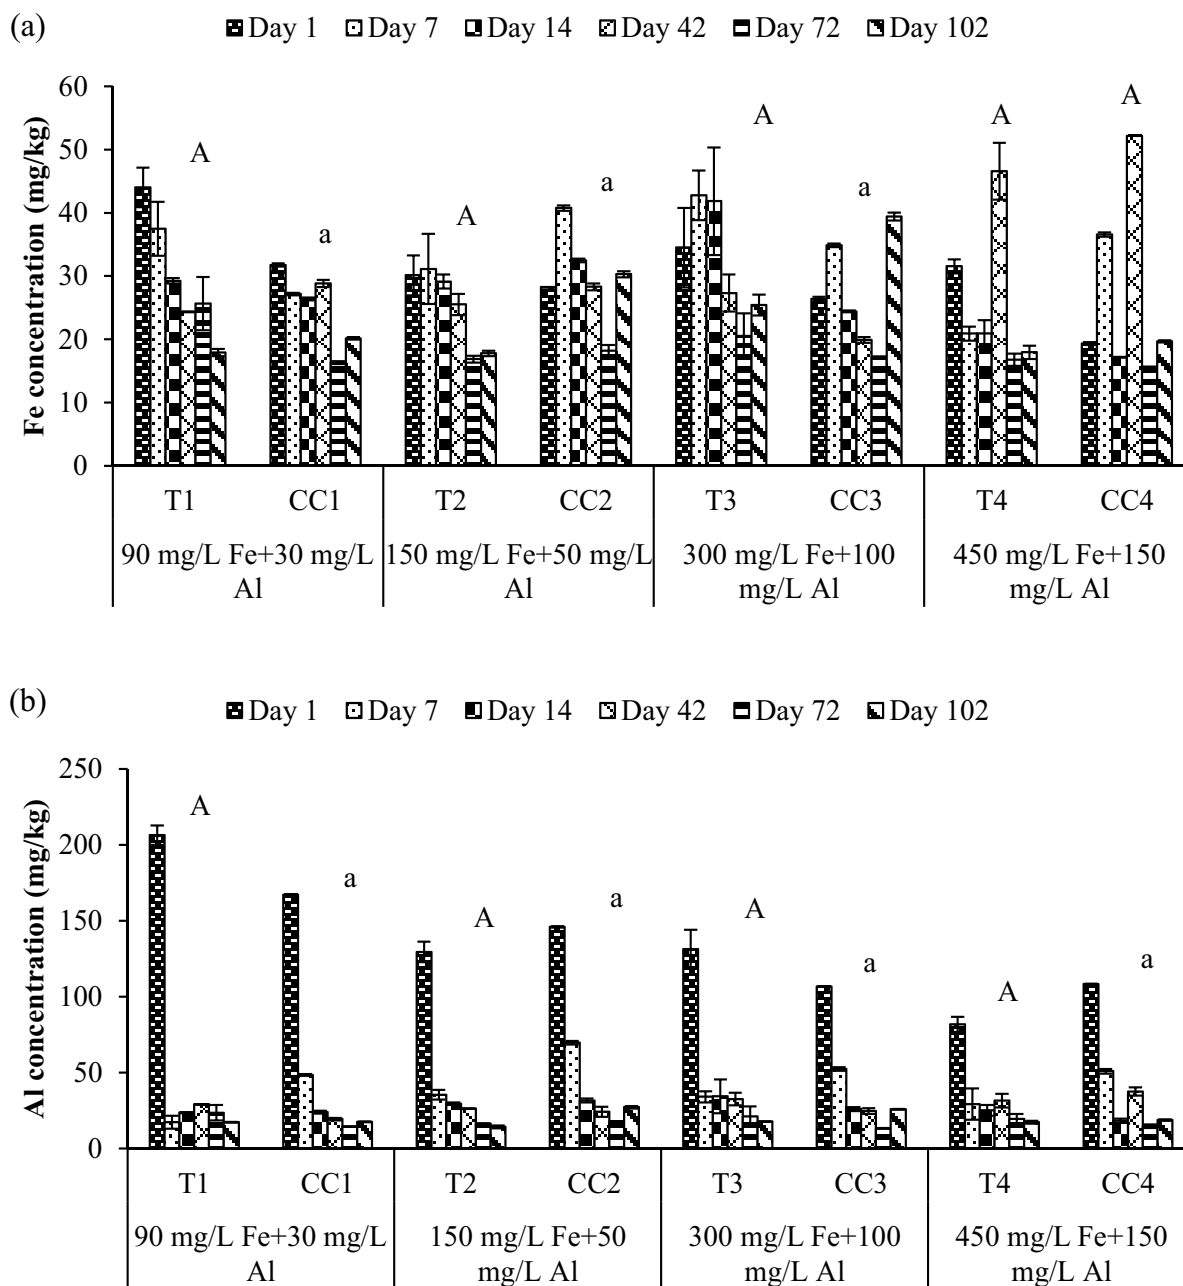 (a)
Day 1 Day 7 Day 14 Day 42 Day 72 Day 102
Fe concentration (mg/kg)
60
50
40
30
20
10
0
A
a
A
a
A
a
A
A
T1 CC1 T2 CC2 T3 CC3 T4 CC4
90 mg/L Fe+30 mg/L Al
150 mg/L Fe+50 mg/L Al
300 mg/L Fe+100 mg/L Al
450 mg/L Fe+150 mg/L Al
(b)
Day 1 Day 7 Day 14 Day 42 Day 72 Day 102
Al concentration (mg/kg)
250
200
150
100
50
0
A
a
A
a
A
a
A
a
T1 CC1 T2 CC2 T3 CC3 T4 CC4
90 mg/L Fe+30 mg/L Al
150 mg/L Fe+50 mg/L Al
300 mg/L Fe+100 mg/L Al
450 mg/L Fe+150 mg/L Al